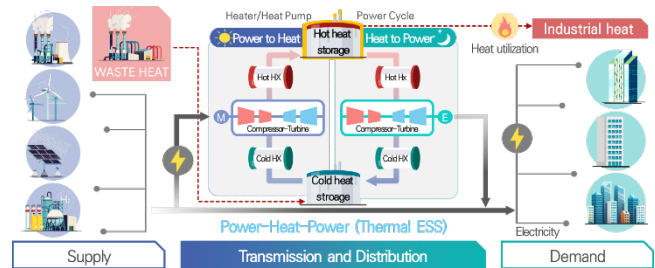 Heater/Heat Pump
Power Cycle
Power to Heat
Hot heat
storage
Heat to Power
Industrial heat
WASTE HEAT
Heat utilization
Hot HX
Hot Hx
M
Compressor-Turbine
Compressor-Turbine
E
Cold HX
Cold HX
Cold heat
stroage
Power-Heat-Power (Thermal ESS)
Electricity
Supply
Transmission and Distribution
Demand